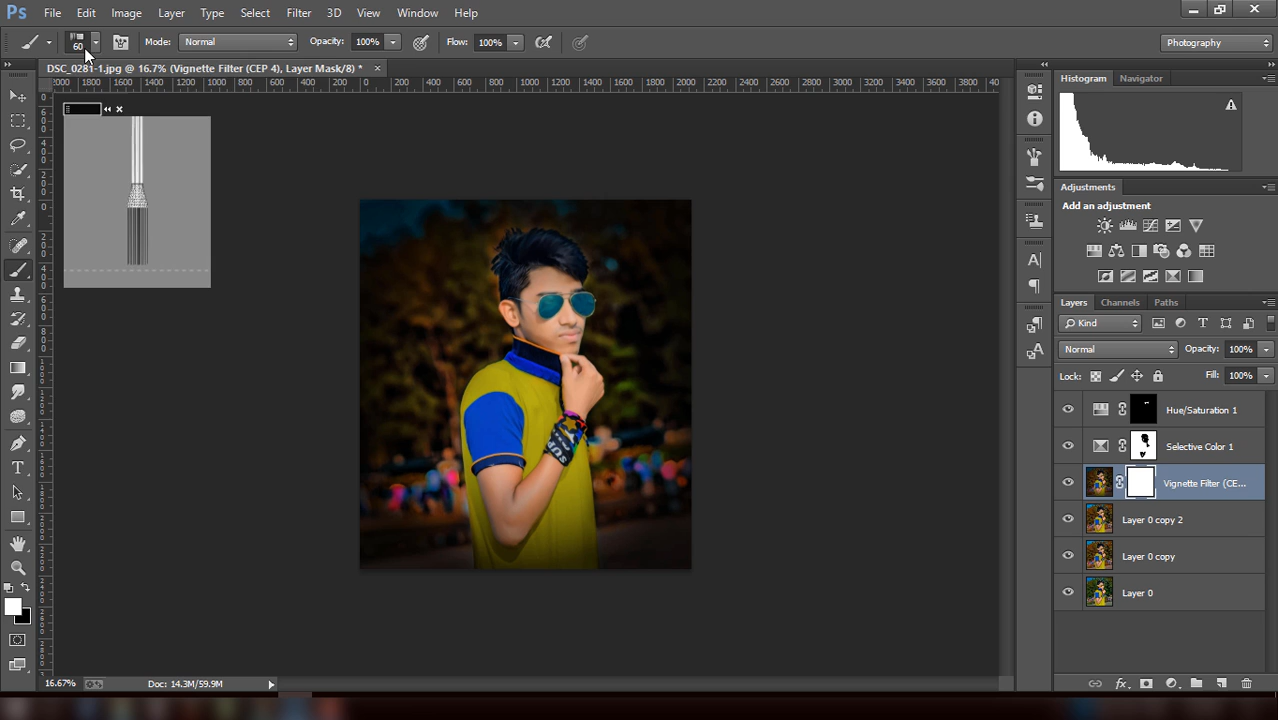 Ps File Edit Image Layer Type Select Filter 3D View Window Help
60 Mode: Normal Opacity: 100% Flow: 100% Photography
DSC_0281-1.jpg @ 16.7% (Vignette Filter (CEP 4), Layer Mask/8) * ×
Histogram Navigator
Adjustments
Add an adjustment
Layers Channels Paths
Kind
Normal Opacity: 100%
Lock: Fill: 100%
Hue/Saturation 1
Selective Color 1
Vignette Filter (CE...
Layer 0 copy 2
Layer 0 copy
Layer 0
16.67% Doc: 14.3M/59.9M